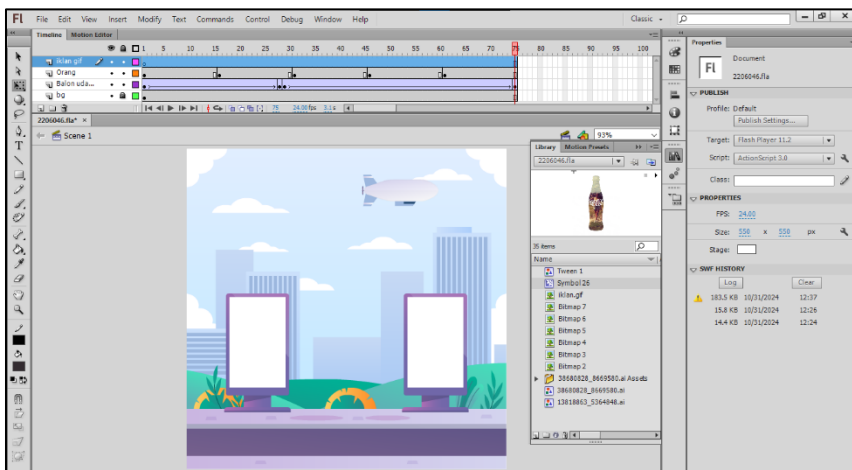 Fl File Edit View Insert Modify Text Commands Control Debug Window Help Classic
Timeline Motion Editor
1 5 10 15 20 25 30 35 40 45 50 55 60 65 70 75 80 85 90 95 100
iklan gif
Orang
Balon uda...
bg
75 24.00 fps 3.1 s
2206046.fla* ×
Scene 1 93%
Library Motion Presets
2206046.fla
35 items
Name
Tween 1
Symbol 26
iklan.gif
Bitmap 7
Bitmap 6
Bitmap 5
Bitmap 4
Bitmap 3
Bitmap 2
38680828_8669580.ai Assets
38680828_8669580.ai
13818863_5364848.ai
Properties
Document
Fl
2206046.fla
PUBLISH
Profile: Default
Publish Settings...
Target: Flash Player 11.2
Script: ActionScript 3.0
Class:
PROPERTIES
FPS: 24.00
Size: 550 x 550 px
Stage:
SWF HISTORY
Log Clear
183.5 KB 10/31/2024 12:37
15.8 KB 10/31/2024 12:26
14.4 KB 10/31/2024 12:24